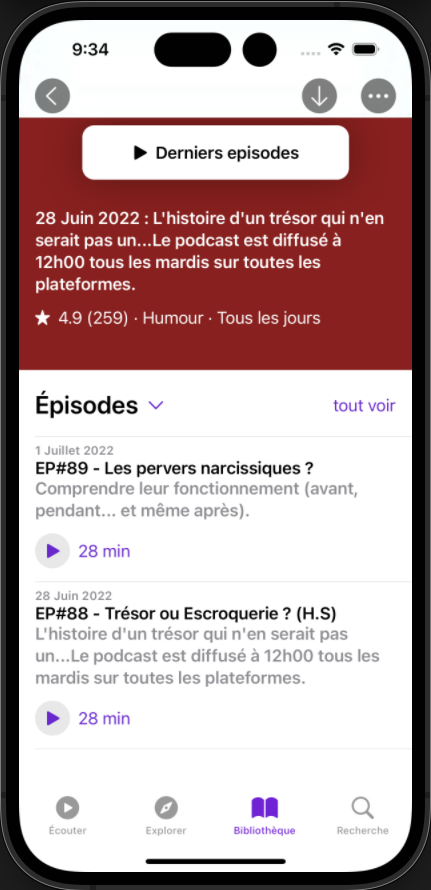 9:34
Derniers episodes
28 Juin 2022 : L'histoire d'un trésor qui n'en
serait pas un...Le podcast est diffusé à
12h00 tous les mardis sur toutes les
plateformes.
4.9 (259) · Humour · Tous les jours
Épisodes
tout voir
1 Juillet 2022
EP#89 - Les pervers narcissiques ?
Comprendre leur fonctionnement (avant,
pendant... et même après).
28 min
28 Juin 2022
EP#88 - Trésor ou Escroquerie ? (H.S)
L'histoire d'un trésor qui n'en serait pas
un...Le podcast est diffusé à 12h00 tous les
mardis sur toutes les plateformes.
28 min
Écouter
Explorer
Bibliothèque
Recherche